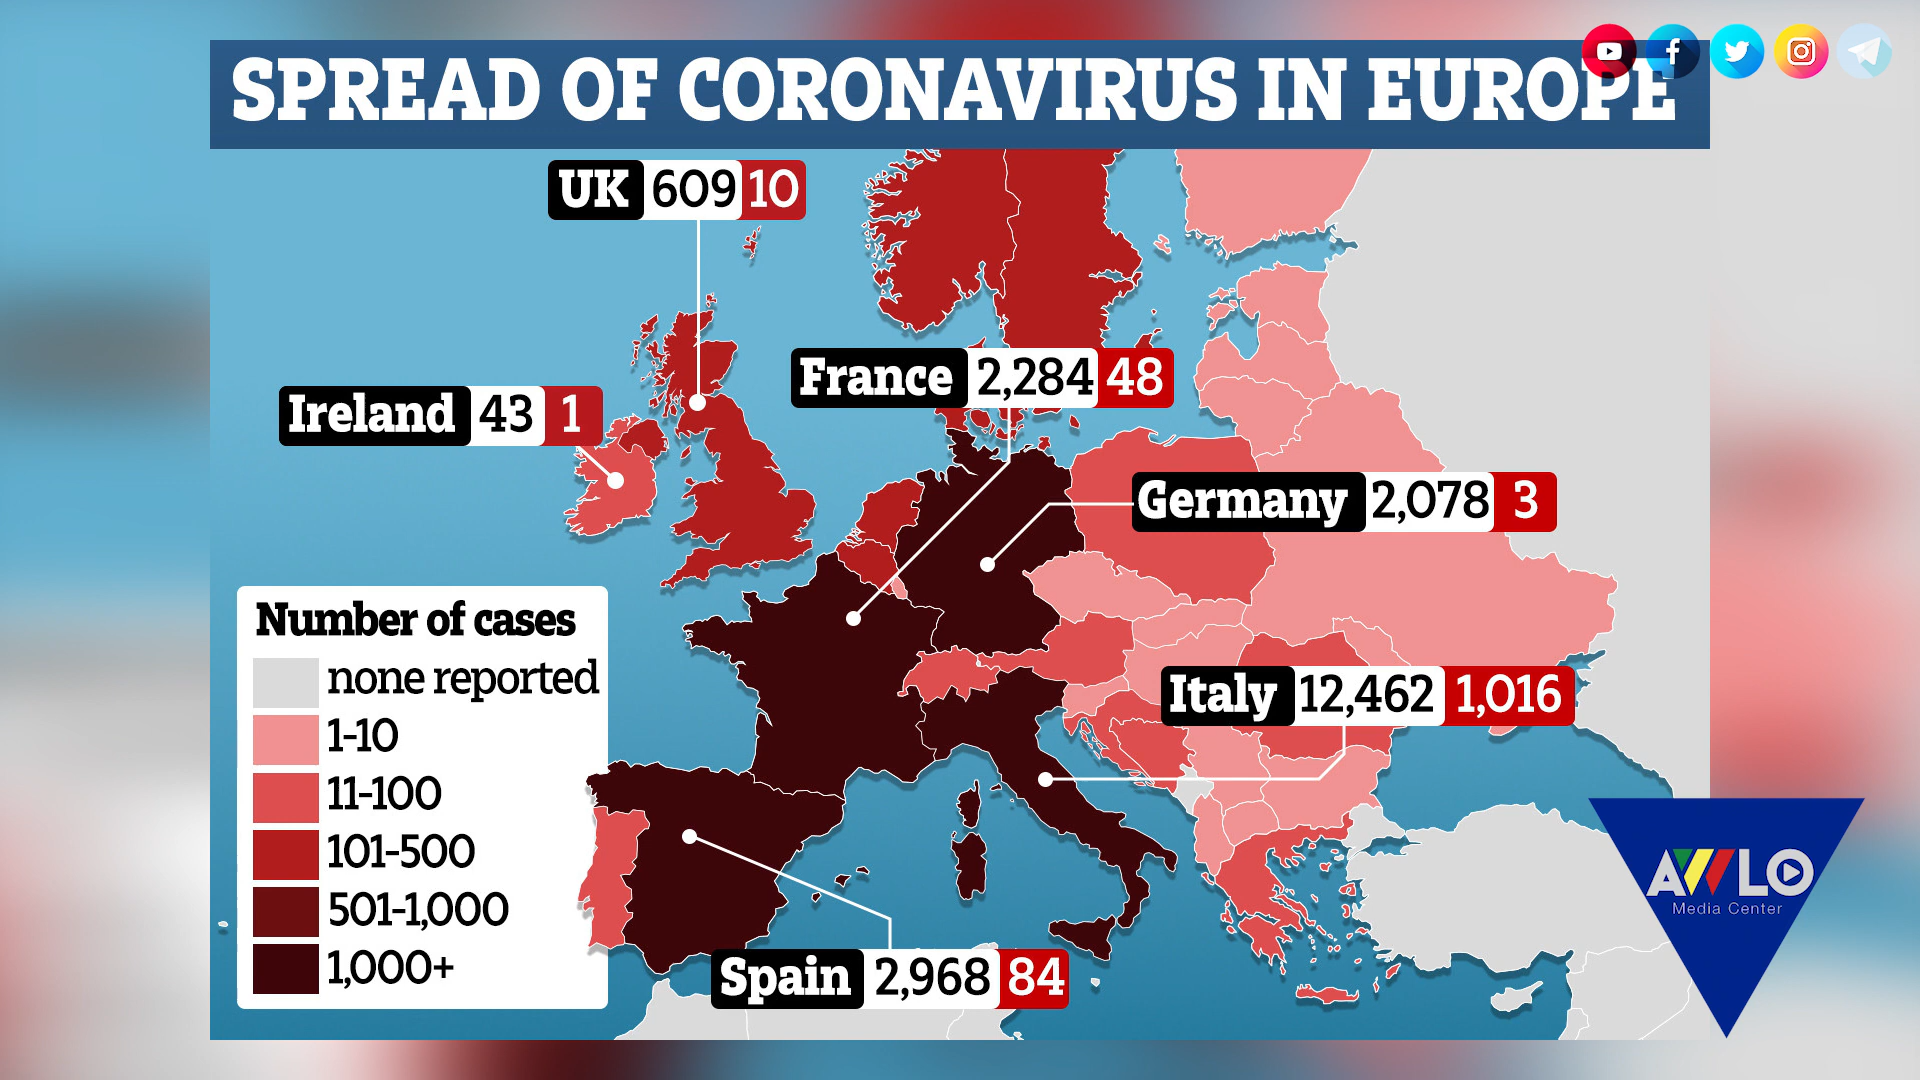 SPREAD OF CORONAVIRUS IN EUROPE
UK 609 10
France 2,284 48
Ireland 43 1
Germany 2,078 3
Italy 12,462 1,016
Spain 2,968 84
Number of cases
none reported
1-10
11-100
101-500
501-1,000
1,000+
AWLO
Media Center